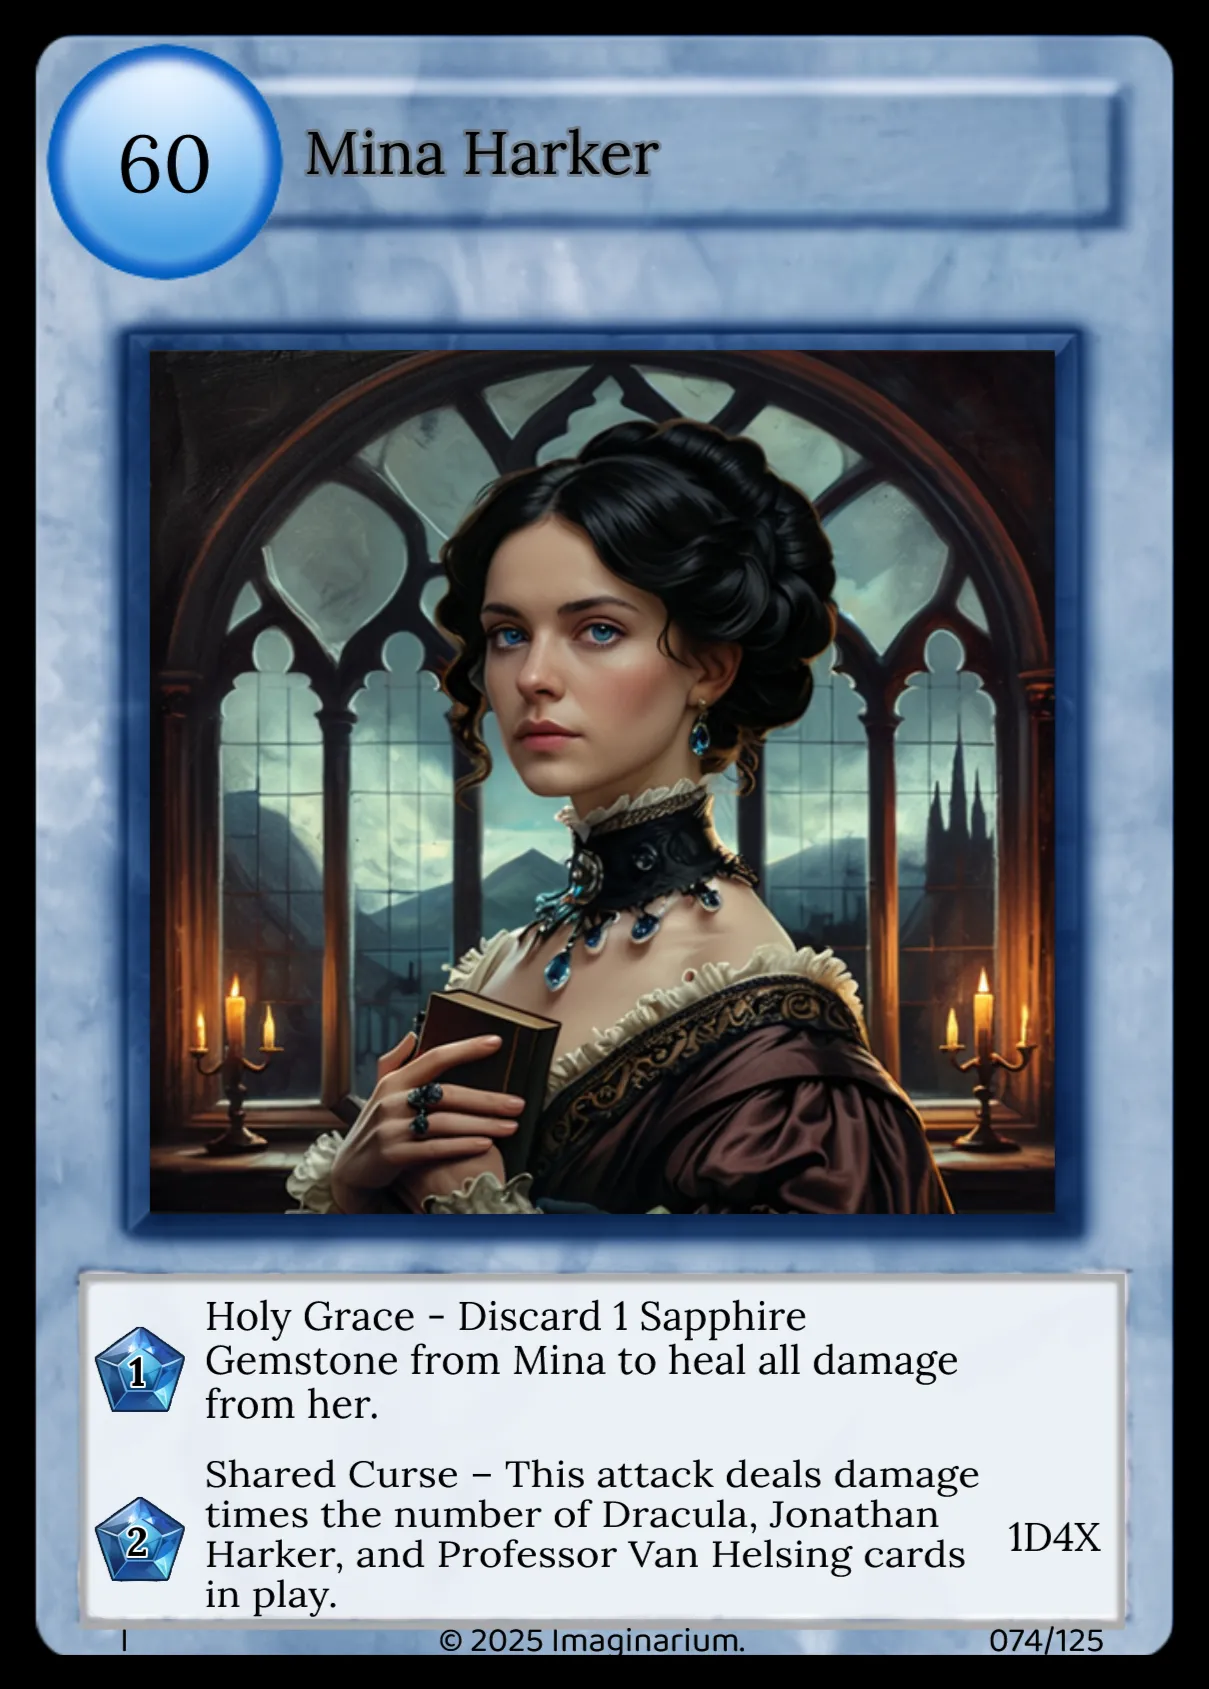 60
Mina Harker
Holy Grace - Discard 1 Sapphire
Gemstone from Mina to heal all damage
from her.
1
Shared Curse – This attack deals damage
times the number of Dracula, Jonathan
Harker, and Professor Van Helsing cards
in play.
2
1D4X
I
© 2025 Imaginarium.
074/125